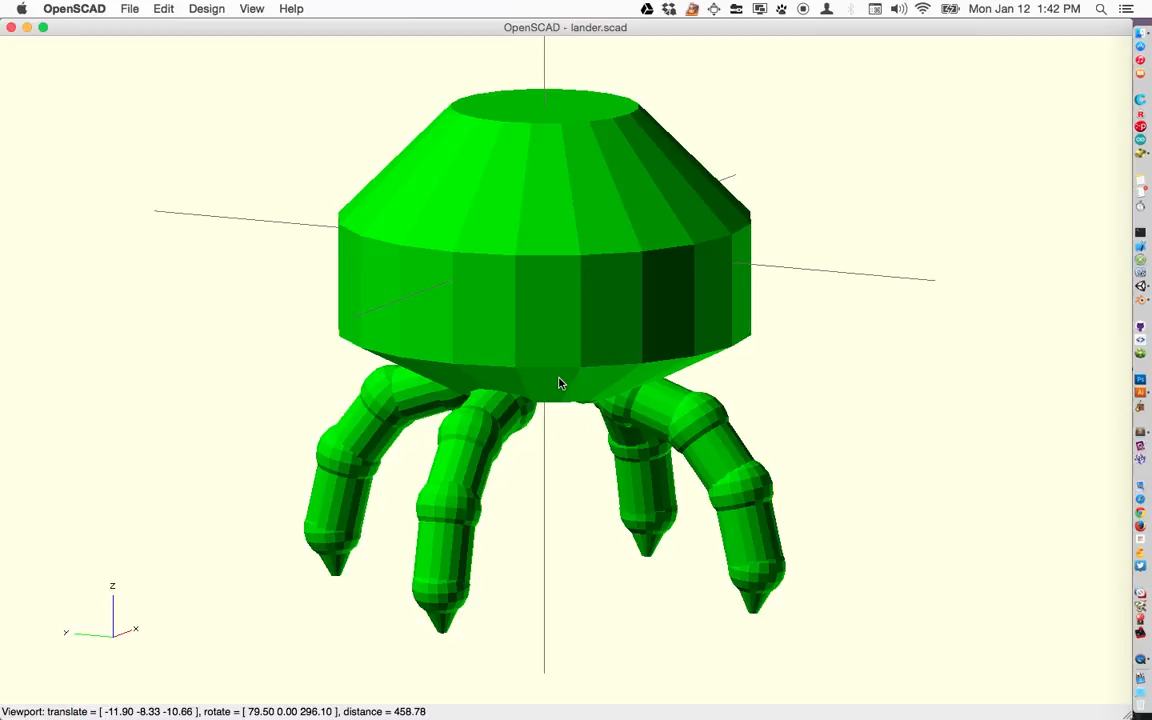 OpenSCAD File Edit Design View Help Mon Jan 12 1:42 PM
OpenSCAD - lander.scad
Z
Y
X
Viewport: translate = [ -11.90 -8.33 -10.66 ], rotate = [ 79.50 0.00 296.10 ], distance = 458.78